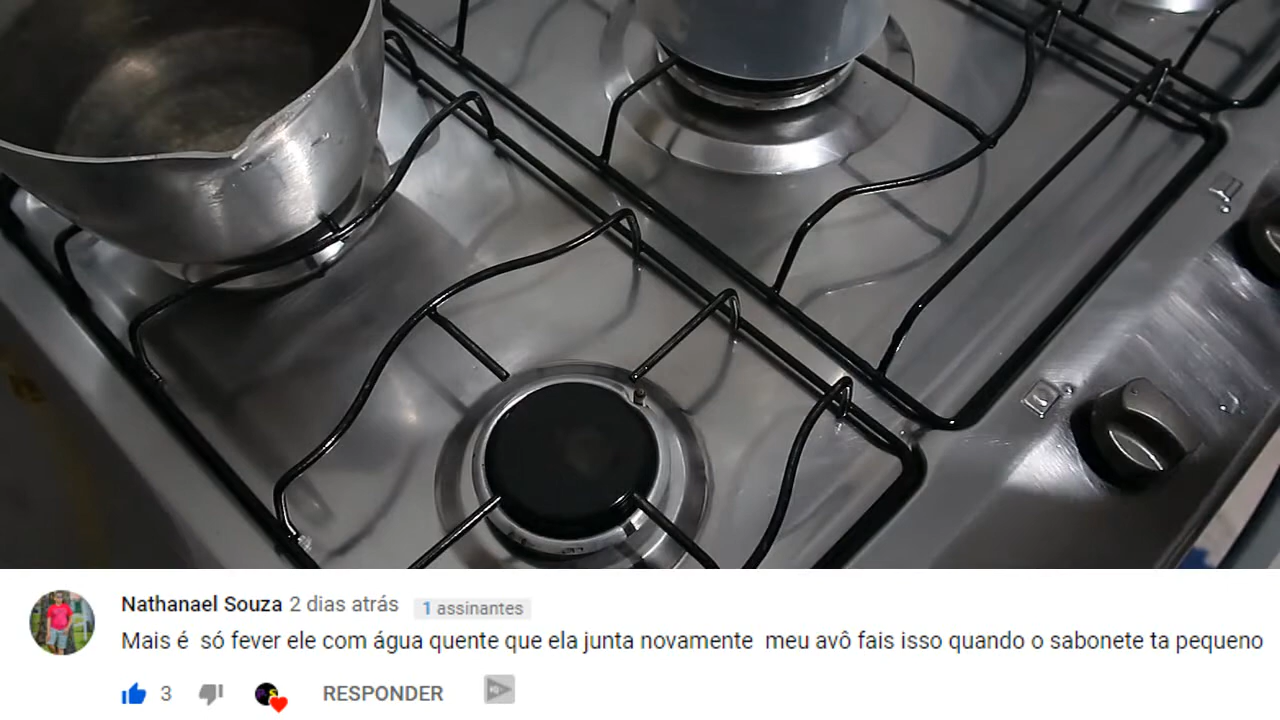 Nathanael Souza 2 dias atrás 1 assinantes
Mais é só fever ele com água quente que ela junta novamente meu avô fais isso quando o sabonete ta pequeno
3 RESPONDER